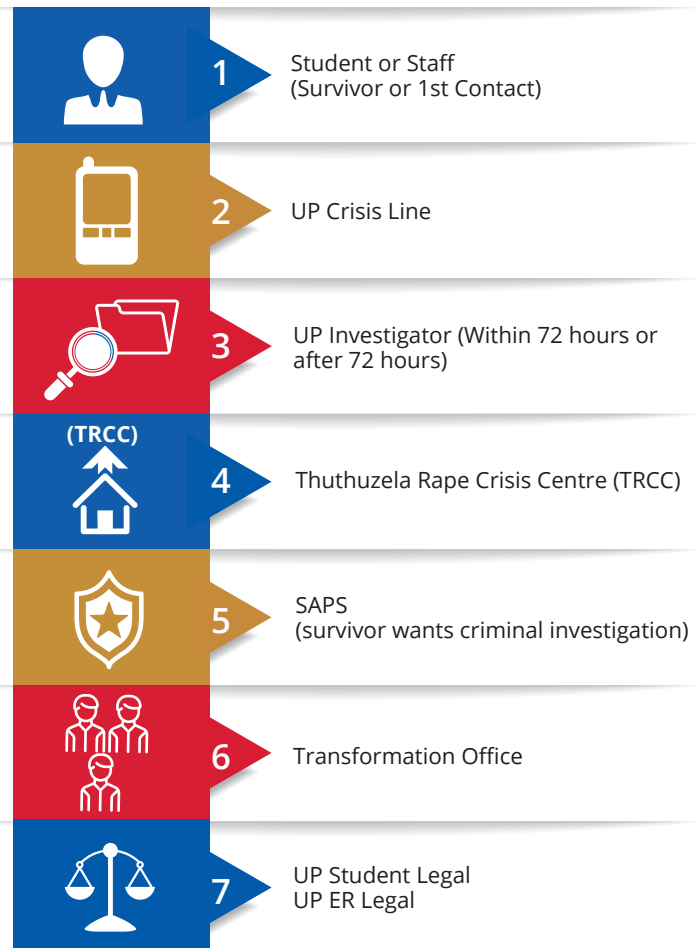 1
Student or Staff
(Survivor or 1st Contact)
2
UP Crisis Line
3
UP Investigator (Within 72 hours or
after 72 hours)
(TRCC)
4
Thuthuzela Rape Crisis Centre (TRCC)
5
SAPS
(survivor wants criminal investigation)
6
Transformation Office
7
UP Student Legal
UP ER Legal